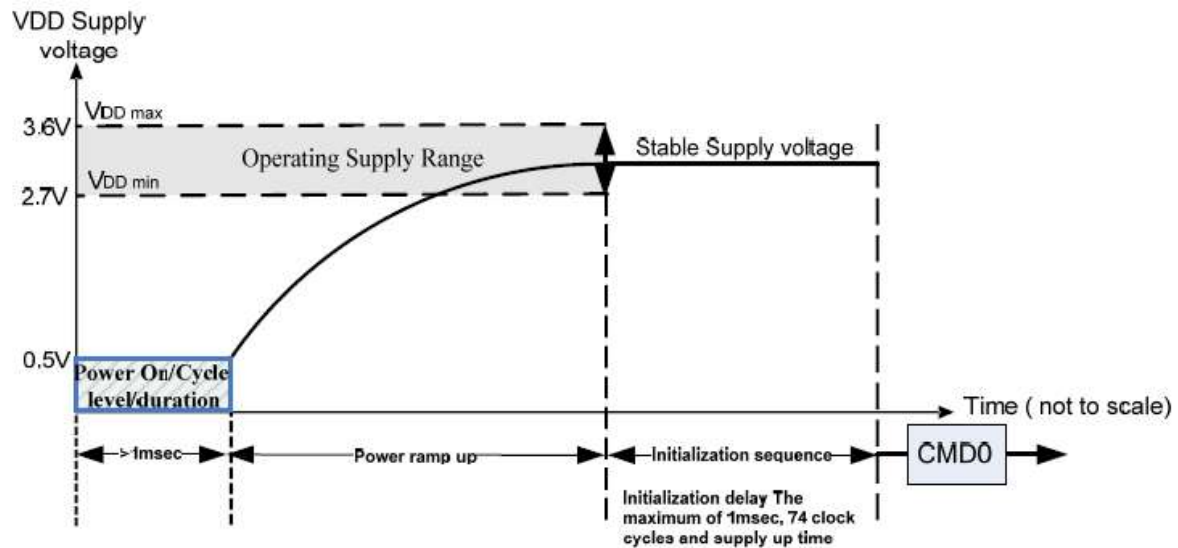 VDD Supply
voltage
VDD max
3.6V
Operating Supply Range
Stable Supply voltage
VDD min
2.7V
0.5V
Power On/Cycle
level/duration
Time ( not to scale)
>1msec
Power ramp up
Initialization sequence
CMD0
Initialization delay The
maximum of 1msec, 74 clock
cycles and supply up time